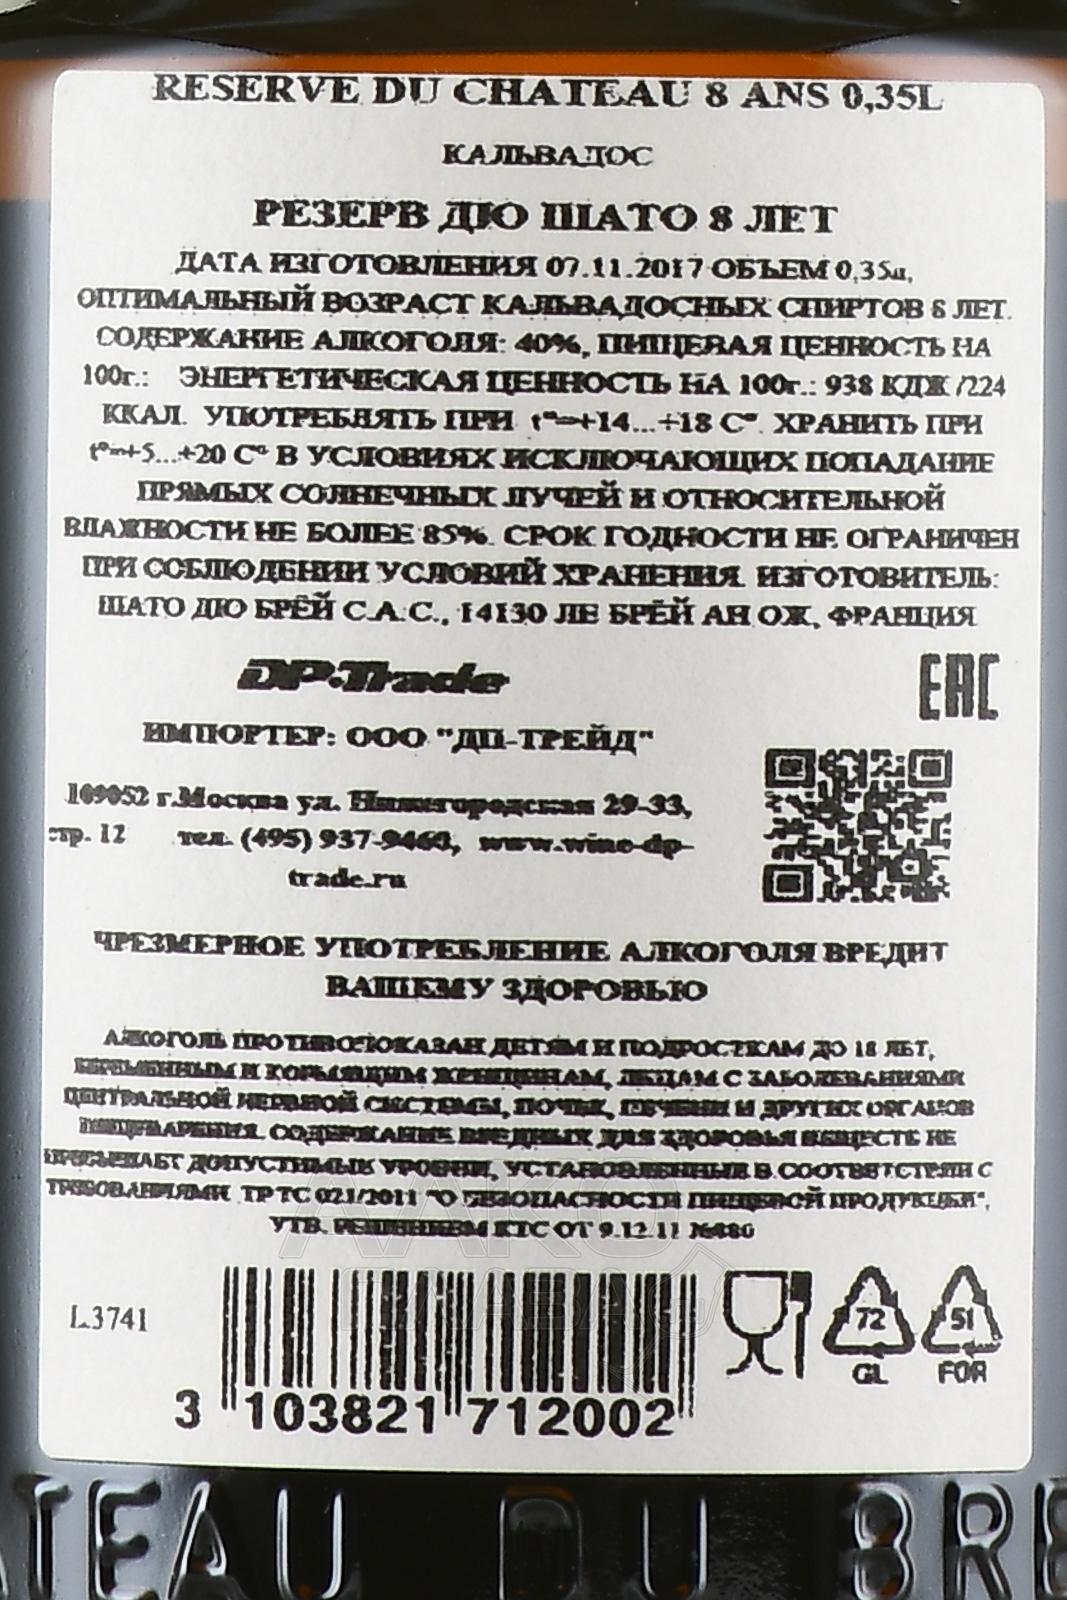 RESERVE DU CHATEAU 8 ANS 0,35L
КАЛЬВАДОС
РЕЗЕРВ ДЮ ШАТО 8 ЛЕТ
ДАТА ИЗГОТОВЛЕНИЯ 07.11.2017 ОБЪЕМ 0,35л,
ОПТИМАЛЬНЫЙ ВОЗРАСТ КАЛЬВАДОСНЫХ СПИРТОВ 8 ЛЕТ.
СОДЕРЖАНИЕ АЛКОГОЛЯ: 40%, ПИЩЕВАЯ ЦЕННОСТЬ НА
100г.: ЭНЕРГЕТИЧЕСКАЯ ЦЕННОСТЬ НА 100г.: 938 КДЖ /224
ККАЛ. УПОТРЕБЛЯТЬ ПРИ t°=+14...+18 С°. ХРАНИТЬ ПРИ
t°=+5...+20 С° В УСЛОВИЯХ ИСКЛЮЧАЮЩИХ ПОПАДАНИЕ
ПРЯМЫХ СОЛНЕЧНЫХ ЛУЧЕЙ И ОТНОСИТЕЛЬНОЙ
ВЛАЖНОСТИ НЕ БОЛЕЕ 85%. СРОК ГОДНОСТИ НЕ ОГРАНИЧЕН
ПРИ СОБЛЮДЕНИИ УСЛОВИЙ ХРАНЕНИЯ. ИЗГОТОВИТЕЛЬ:
ШАТО ДЮ БРЁЙ С.А.С., 14130 ЛЕ БРЁЙ АН ОЖ, ФРАНЦИЯ
DP-Trade
EAC
ИМПОРТЕР: ООО "ДП-ТРЕЙД"
109052 г.Москва ул. Нижегородская 29-33,
стр. 12 тел. (495) 937-9460, www.wine-dp-
trade.ru
ЧРЕЗМЕРНОЕ УПОТРЕБЛЕНИЕ АЛКОГОЛЯ ВРЕДИТ
ВАШЕМУ ЗДОРОВЬЮ
АЛКОГОЛЬ ПРОТИВОПОКАЗАН ДЕТЯМ И ПОДРОСТКАМ ДО 18 ЛЕТ,
БЕРЕМЕННЫМ И КОРМЯЩИМ ЖЕНЩИНАМ, ЛИЦАМ С ЗАБОЛЕВАНИЯМИ
ЦЕНТРАЛЬНОЙ НЕРВНОЙ СИСТЕМЫ, ПОЧЕК, ПЕЧЕНИ И ДРУГИХ ОРГАНОВ
ПИЩЕВАРЕНИЯ. СОДЕРЖАНИЕ ВРЕДНЫХ ДЛЯ ЗДОРОВЬЯ ВЕЩЕСТВ НЕ
ПРЕВЫШАЕТ ДОПУСТИМЫХ УРОВНЕЙ, УСТАНОВЛЕННЫЙ В СООТВЕТСТВИИ С
ТРЕБОВАНИЯМИ ТР ТС 021/2011 "О БЕЗОПАСНОСТИ ПИЩЕВОЙ ПРОДУКЦИИ",
УТВ. РЕШЕНИЕМ КТС ОТ 9.12.11 №880
L3741
3 103821 712002
72
GL
51
FOR
АЛКО
ГЛАВА
TEAU DU BRE